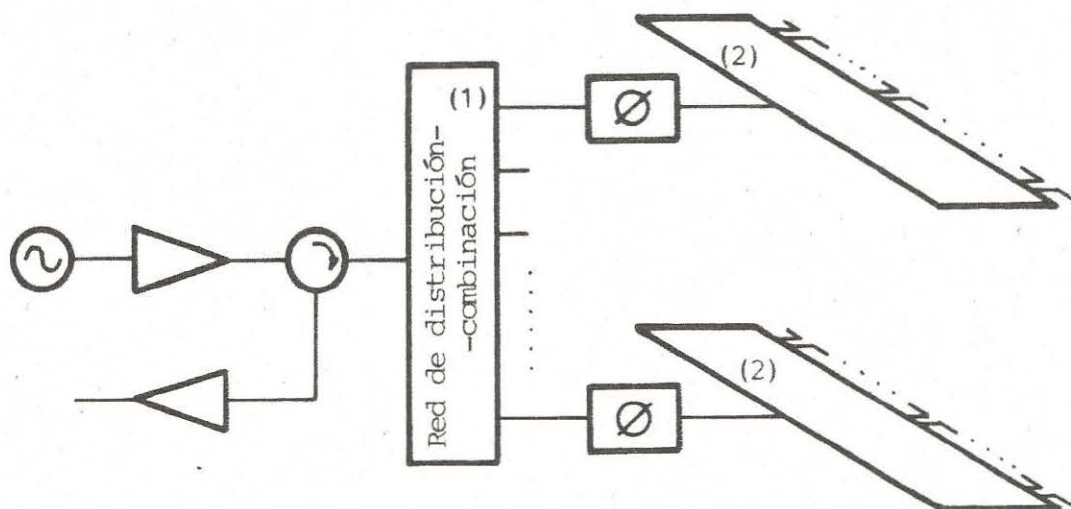 Red de distribución-
-combinación
(1)
Ø
(2)
Ø
(2)